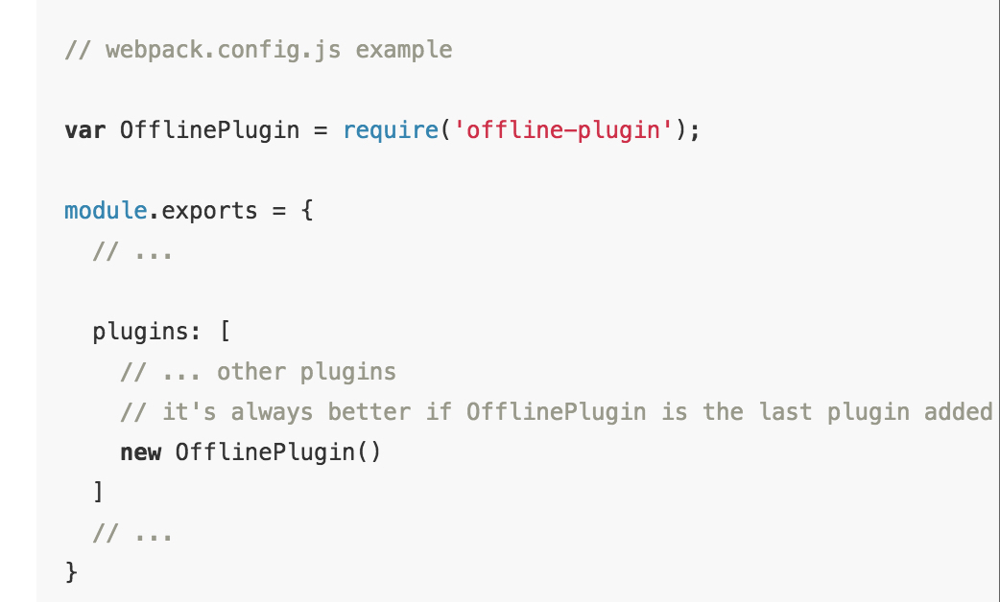 // webpack.config.js example
var OfflinePlugin = require('offline-plugin');
module.exports = {
// ...
plugins: [
// ... other plugins
// it's always better if OfflinePlugin is the last plugin added
new OfflinePlugin()
]
// ...
}